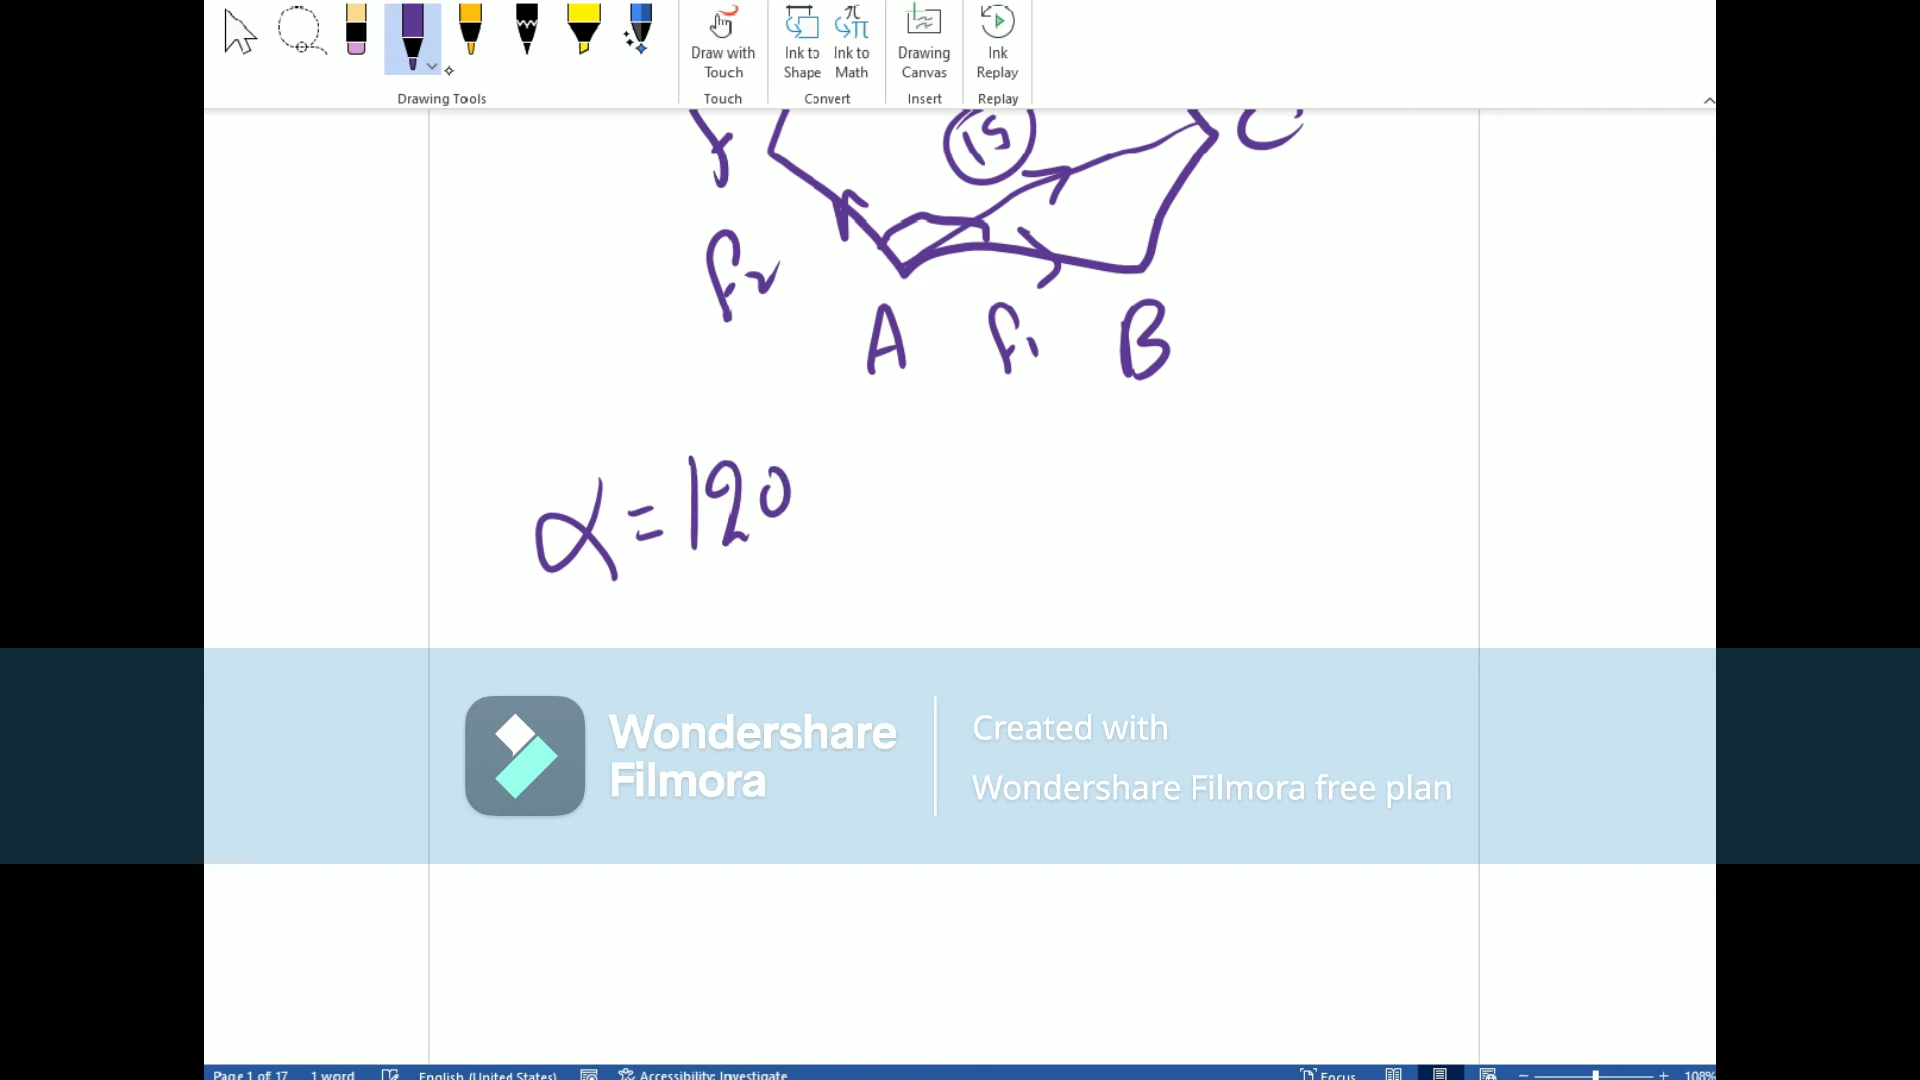 Draw with Touch
Ink to Shape
Ink to Math
Drawing Canvas
Ink Replay
Drawing Tools
Touch
Convert
Insert
Replay
15
C
f
F2
A
F1
B
α = 120
Wondershare Filmora
Created with
Wondershare Filmora free plan
Page 1 of 17
1 word
English (United States)
Accessibility: Investigate
Focus
108%